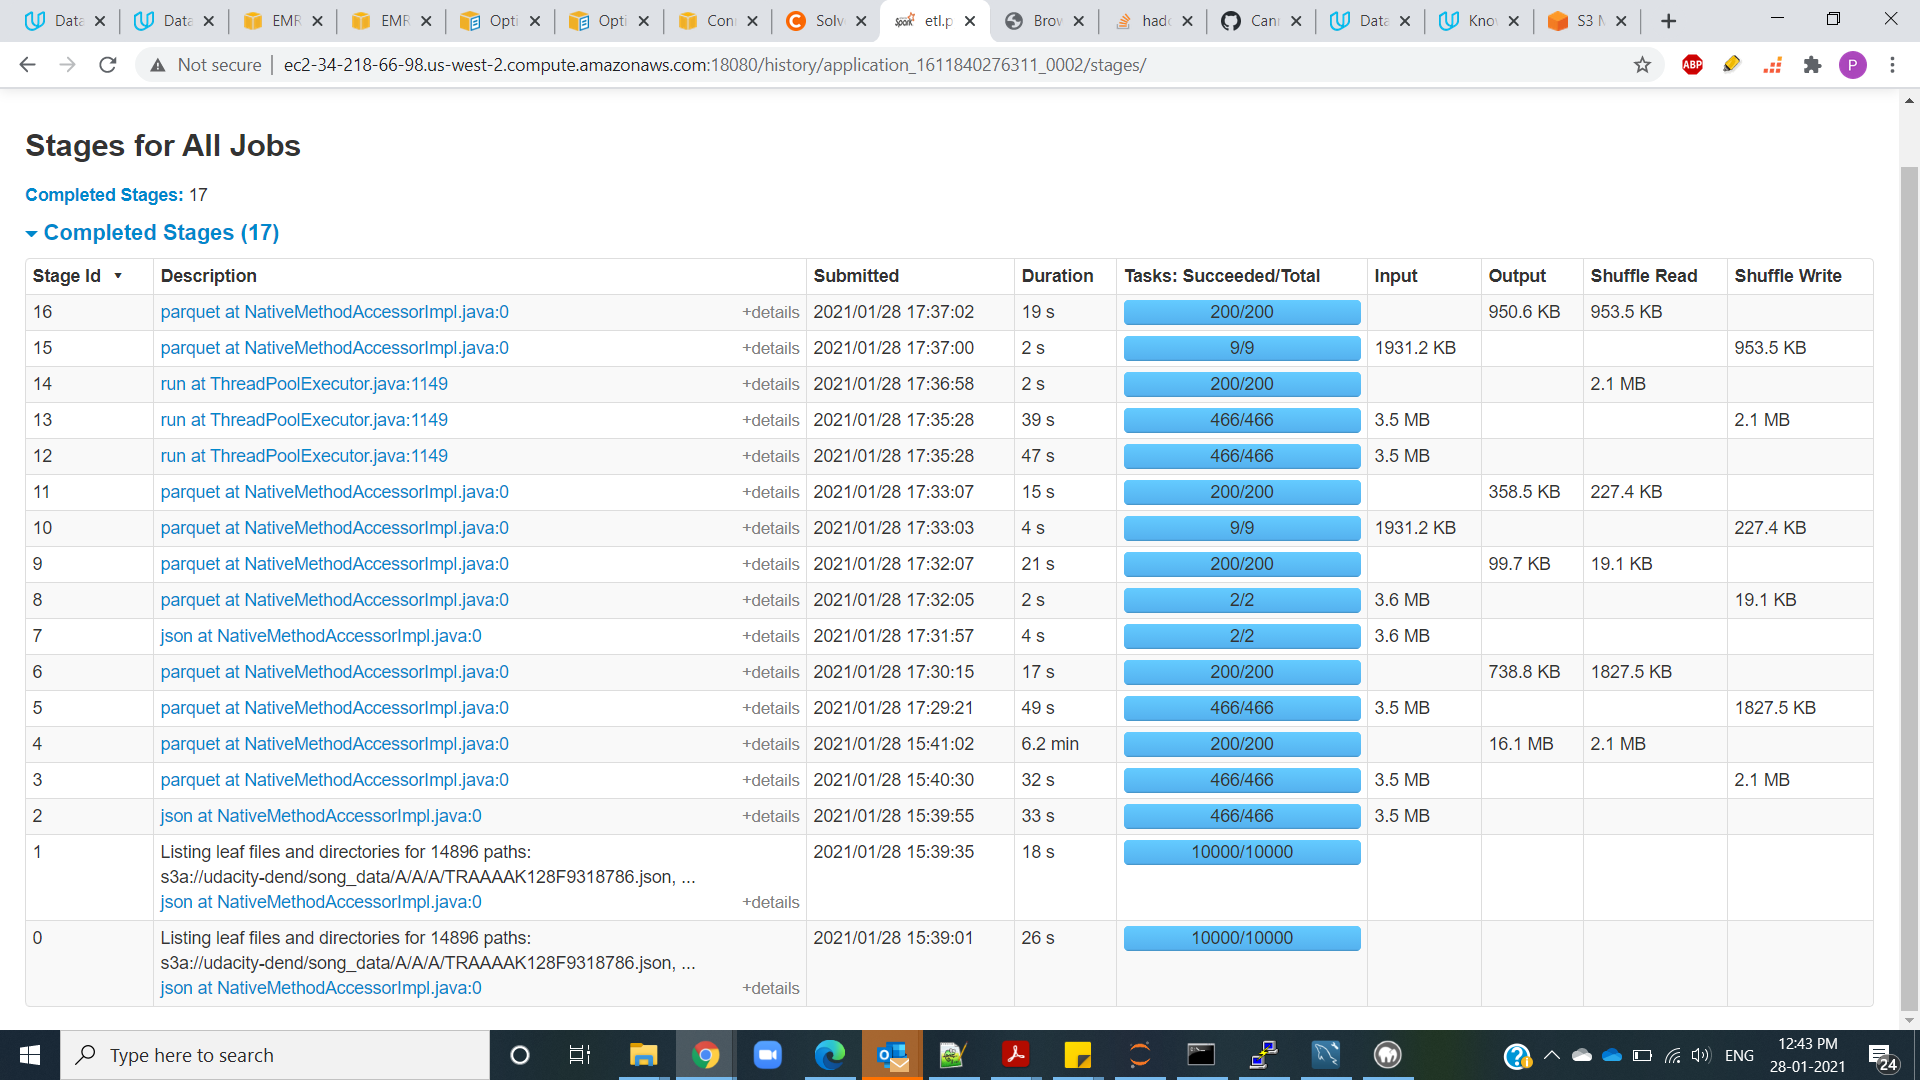 Data
Data
EMR
EMR
Opti
Opti
Con
Solv
etl.p
Brow
hado
Can
Data
Kno
S3 M
Not secure
ec2-34-218-66-98.us-west-2.compute.amazonaws.com:18080/history/application_1611840276311_0002/stages/
ABP
P
Stages for All Jobs
Completed Stages: 17
Completed Stages (17)
Stage Id Description Submitted Duration Tasks: Succeeded/Total Input Output Shuffle Read Shuffle Write
16 parquet at NativeMethodAccessorImpl.java:0 +details 2021/01/28 17:37:02 19 s 200/200 950.6 KB 953.5 KB
15 parquet at NativeMethodAccessorImpl.java:0 +details 2021/01/28 17:37:00 2 s 9/9 1931.2 KB 953.5 KB
14 run at ThreadPoolExecutor.java:1149 +details 2021/01/28 17:36:58 2 s 200/200 2.1 MB
13 run at ThreadPoolExecutor.java:1149 +details 2021/01/28 17:35:28 39 s 466/466 3.5 MB 2.1 MB
12 run at ThreadPoolExecutor.java:1149 +details 2021/01/28 17:35:28 47 s 466/466 3.5 MB
11 parquet at NativeMethodAccessorImpl.java:0 +details 2021/01/28 17:33:07 15 s 200/200 358.5 KB 227.4 KB
10 parquet at NativeMethodAccessorImpl.java:0 +details 2021/01/28 17:33:03 4 s 9/9 1931.2 KB 227.4 KB
9 parquet at NativeMethodAccessorImpl.java:0 +details 2021/01/28 17:32:07 21 s 200/200 99.7 KB 19.1 KB
8 parquet at NativeMethodAccessorImpl.java:0 +details 2021/01/28 17:32:05 2 s 2/2 3.6 MB 19.1 KB
7 json at NativeMethodAccessorImpl.java:0 +details 2021/01/28 17:31:57 4 s 2/2 3.6 MB
6 parquet at NativeMethodAccessorImpl.java:0 +details 2021/01/28 17:30:15 17 s 200/200 738.8 KB 1827.5 KB
5 parquet at NativeMethodAccessorImpl.java:0 +details 2021/01/28 17:29:21 49 s 466/466 3.5 MB 1827.5 KB
4 parquet at NativeMethodAccessorImpl.java:0 +details 2021/01/28 15:41:02 6.2 min 200/200 16.1 MB 2.1 MB
3 parquet at NativeMethodAccessorImpl.java:0 +details 2021/01/28 15:40:30 32 s 466/466 3.5 MB 2.1 MB
2 json at NativeMethodAccessorImpl.java:0 +details 2021/01/28 15:39:55 33 s 466/466 3.5 MB
1 Listing leaf files and directories for 14896 paths: 2021/01/28 15:39:35 18 s 10000/10000
s3a://udacity-dend/song_data/A/A/A/TRAAAAK128F9318786.json, ...
json at NativeMethodAccessorImpl.java:0 +details
0 Listing leaf files and directories for 14896 paths: 2021/01/28 15:39:01 26 s 10000/10000
s3a://udacity-dend/song_data/A/A/A/TRAAAAK128F9318786.json, ...
json at NativeMethodAccessorImpl.java:0 +details
Type here to search
ENG
12:43 PM
28-01-2021
24